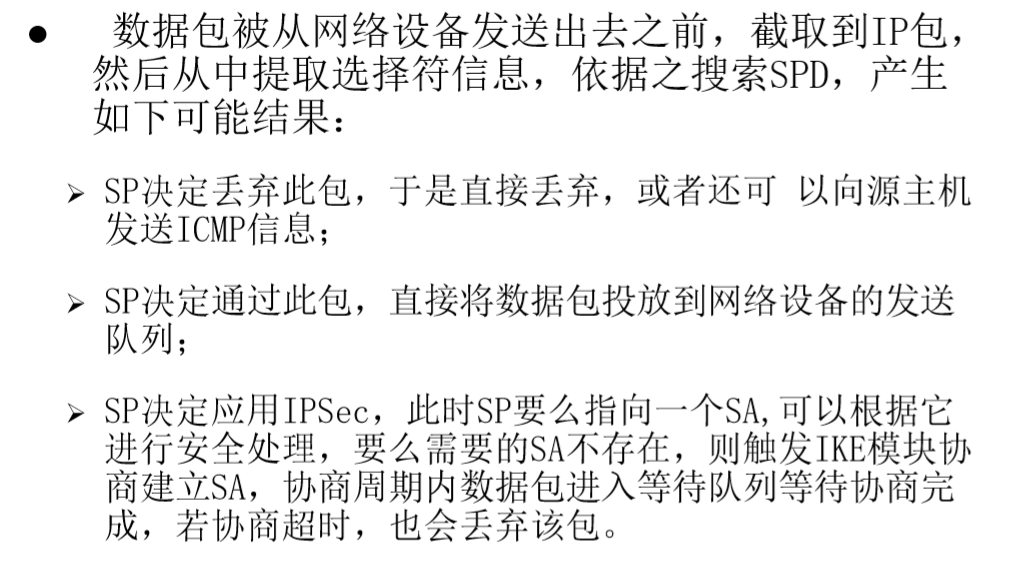 ● 数据包被从网络设备发送出去之前，截取到IP包，
然后从中提取选择符信息，依据之搜索SPD，产生
如下可能结果：
➢ SP决定丢弃此包，于是直接丢弃，或者还可 以向源主机
发送ICMP信息；
➢ SP决定通过此包，直接将数据包投放到网络设备的发送
队列；
➢ SP决定应用IPSec，此时SP要么指向一个SA,可以根据它
进行安全处理，要么需要的SA不存在，则触发IKE模块协
商建立SA，协商周期内数据包进入等待队列等待协商完
成，若协商超时，也会丢弃该包。